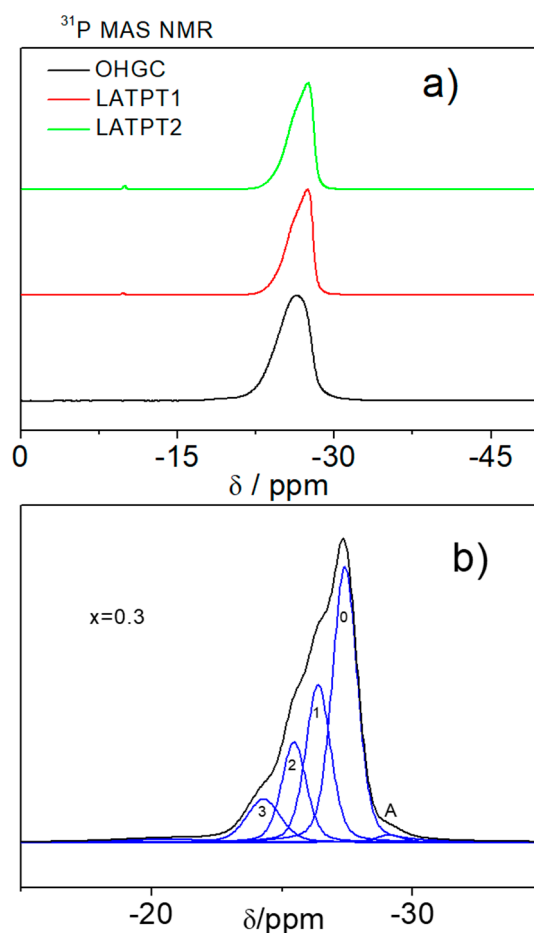 ³¹P MAS NMR
OHGC
LATPT1
LATPT2
a)
0 -15 -30 -45
δ / ppm
b)
x=0.3
0
1
2
3
A
-20 -30
δ/ppm